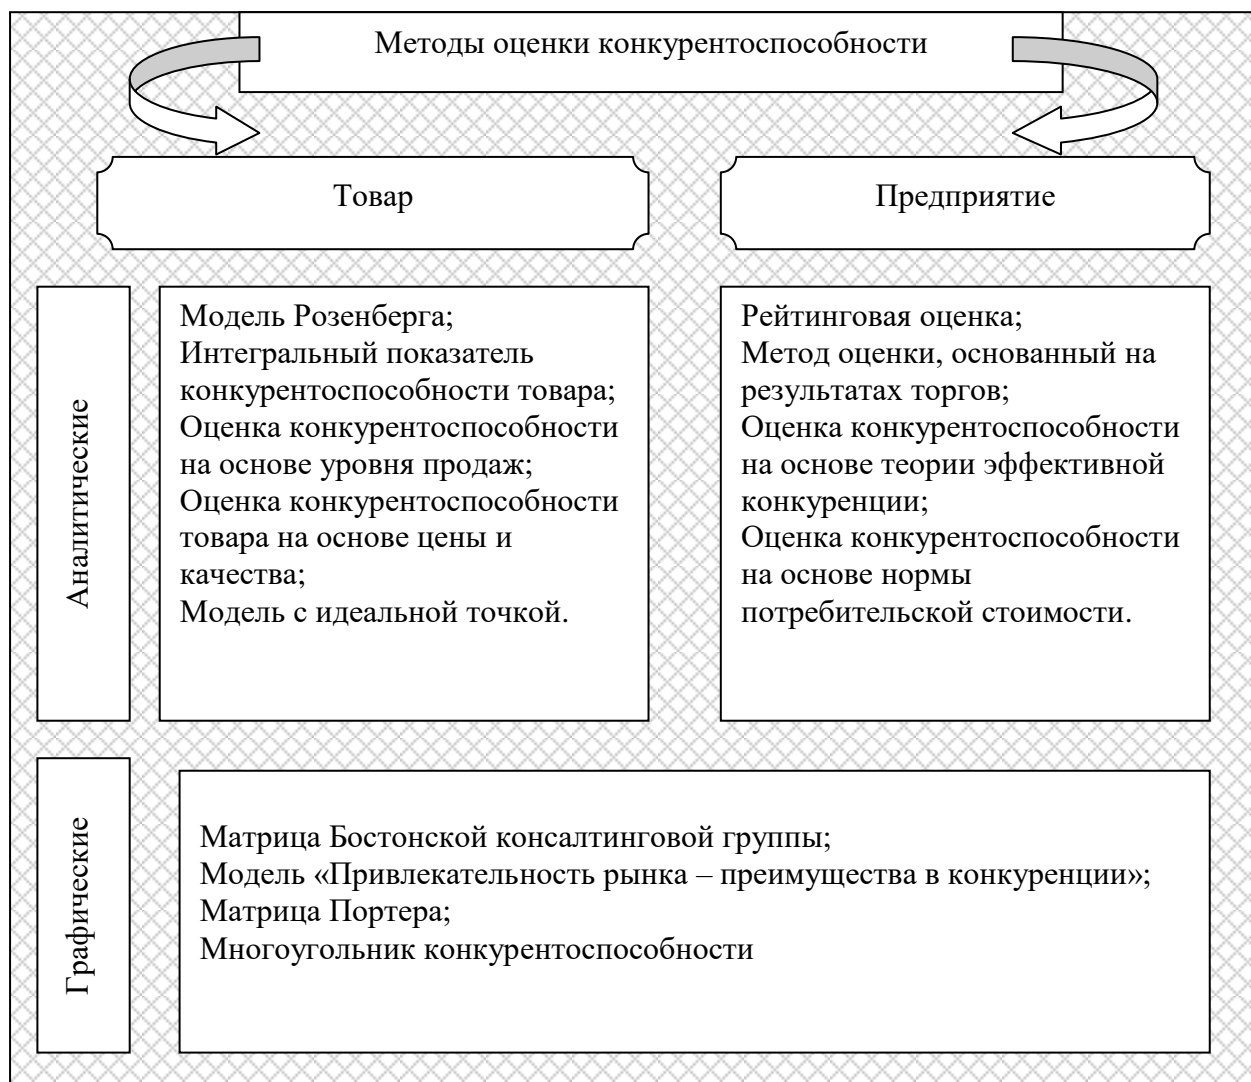 Методы оценки конкурентоспособности
Товар
Предприятие
Аналитические
Модель Розенберга;
Интегральный показатель
конкурентоспособности товара;
Оценка конкурентоспособности
на основе уровня продаж;
Оценка конкурентоспособности
товара на основе цены и
качества;
Модель с идеальной точкой.
Рейтинговая оценка;
Метод оценки, основанный на
результатах торгов;
Оценка конкурентоспособности
на основе теории эффективной
конкуренции;
Оценка конкурентоспособности
на основе нормы
потребительской стоимости.
Графические
Матрица Бостонской консалтинговой группы;
Модель «Привлекательность рынка – преимущества в конкуренции»;
Матрица Портера;
Многоугольник конкурентоспособности